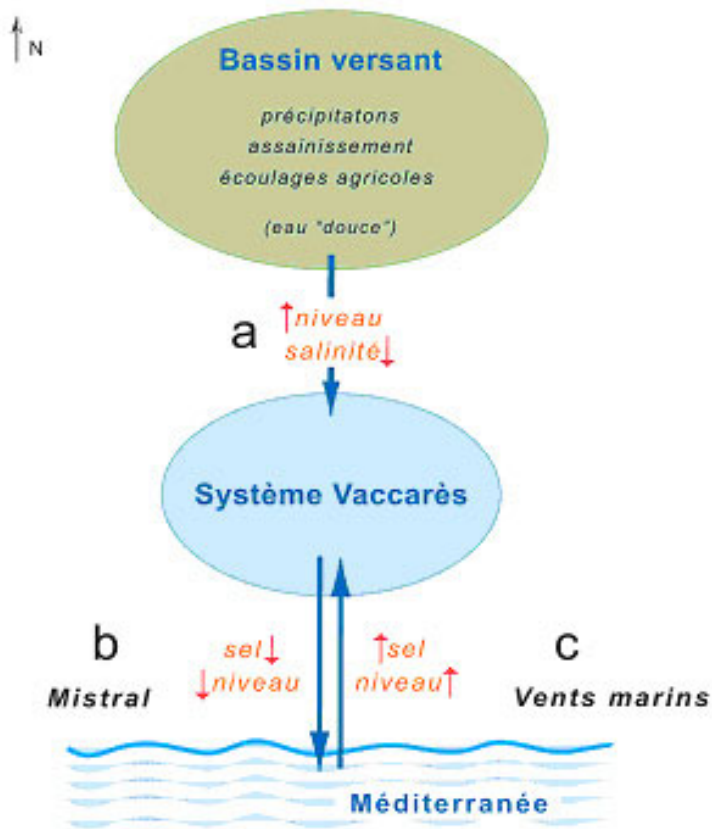 N
Bassin versant
précipitatons
assainissement
écoulages agricoles
(eau "douce")
a
↑niveau
salinité↓
Système Vaccarès
b
Mistral
sel↓
↓niveau
↑sel
niveau↑
c
Vents marins
Méditerranée